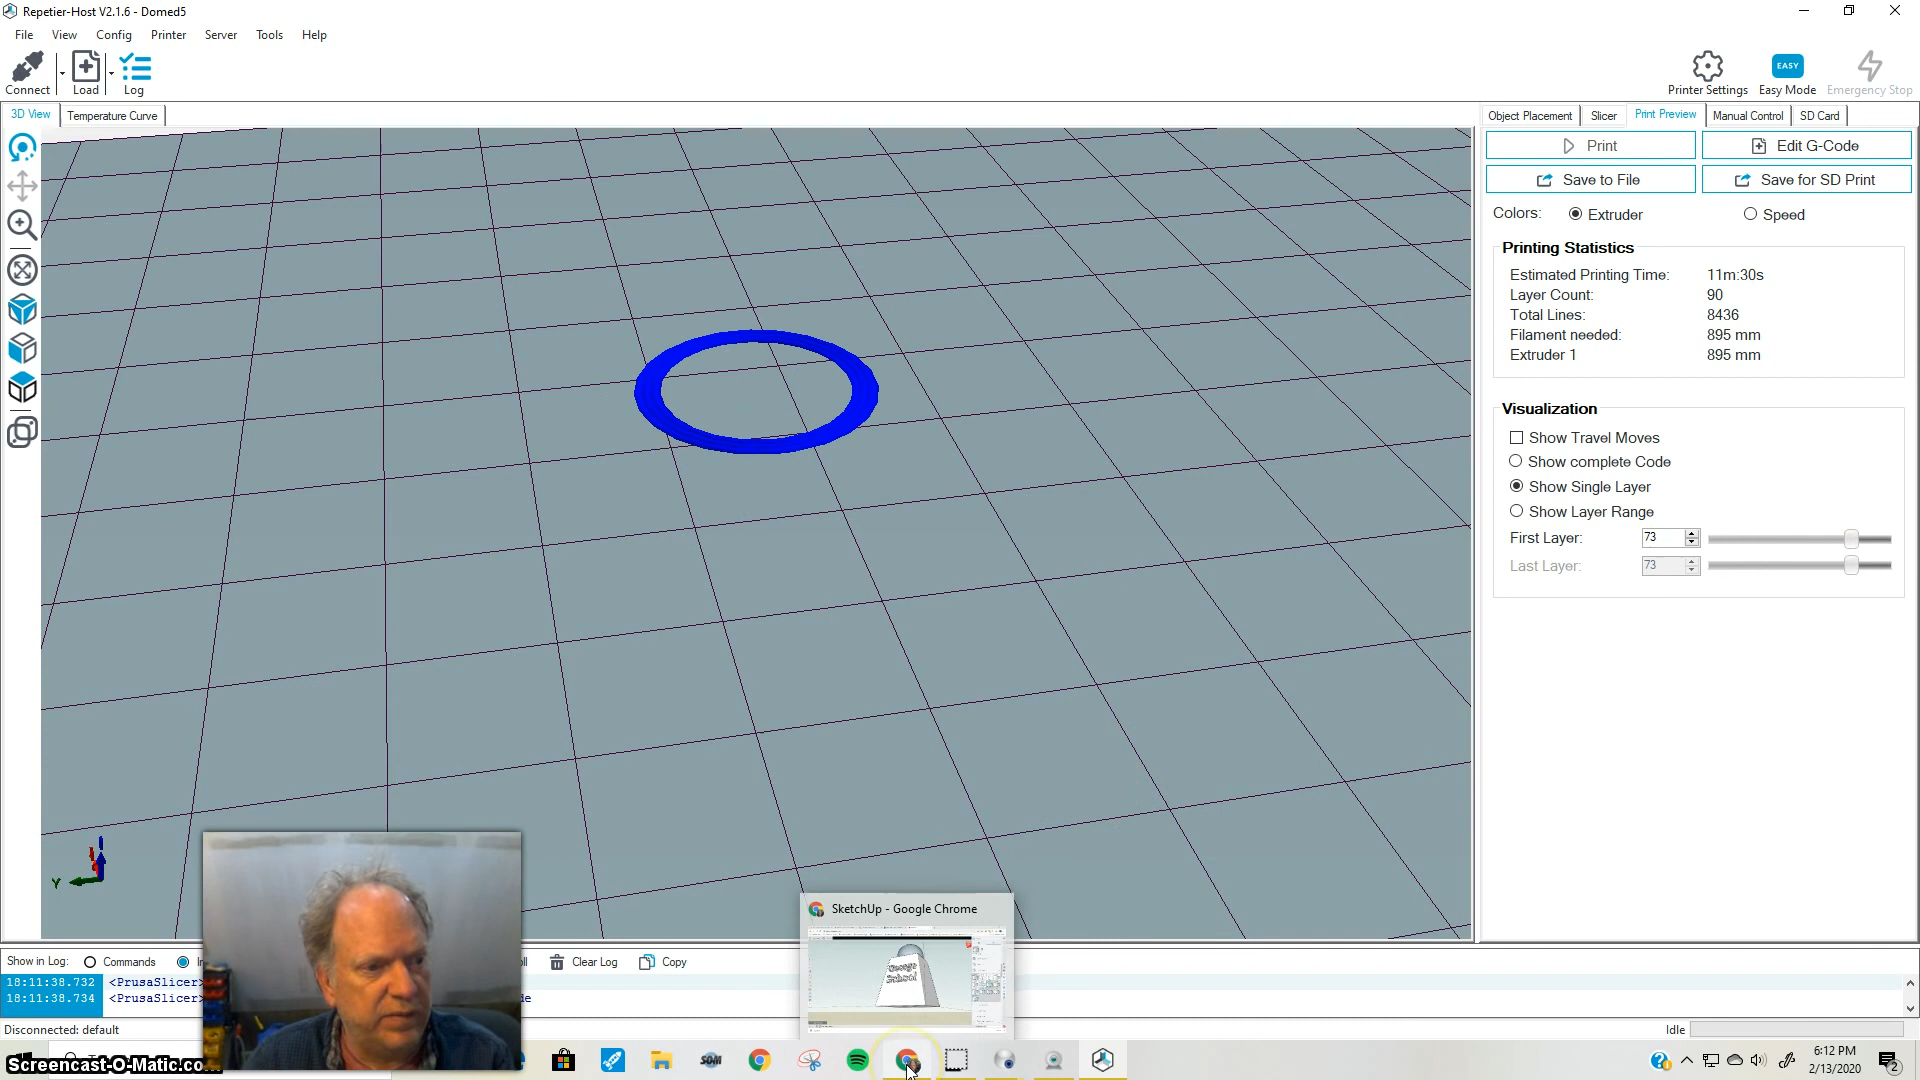 Repetier-Host V2.1.6 - Domed5
File View Config Printer Server Tools Help
Connect Load Log Printer Settings EASY Easy Mode Emergency Stop
3D View Temperature Curve
Object Placement Slicer Print Preview Manual Control SD Card
Print Edit G-Code
Save to File Save for SD Print
Colors: Extruder Speed
Printing Statistics
Estimated Printing Time: 11m:30s
Layer Count: 90
Total Lines: 8436
Filament needed: 895 mm
Extruder 1 895 mm
Visualization
Show Travel Moves
Show complete Code
Show Single Layer
Show Layer Range
First Layer: 73
Last Layer: 73
Y
SketchUp - Google Chrome
George
School
Show in Log: Commands Clear Log Copy
18:11:38.732 <PrusaSlicer>
18:11:38.734 <PrusaSlicer>
Disconnected: default
Idle
Screencast-O-Matic.co
SOM
6:12 PM
2/13/2020
2